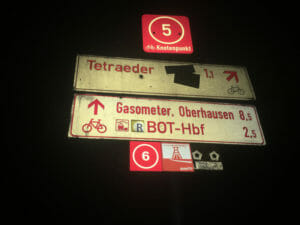 5
Knotenpunkt
Tetraeder 1,1
Gasometer, Oberhausen 8,5
R BOT-Hbf 2,5
6